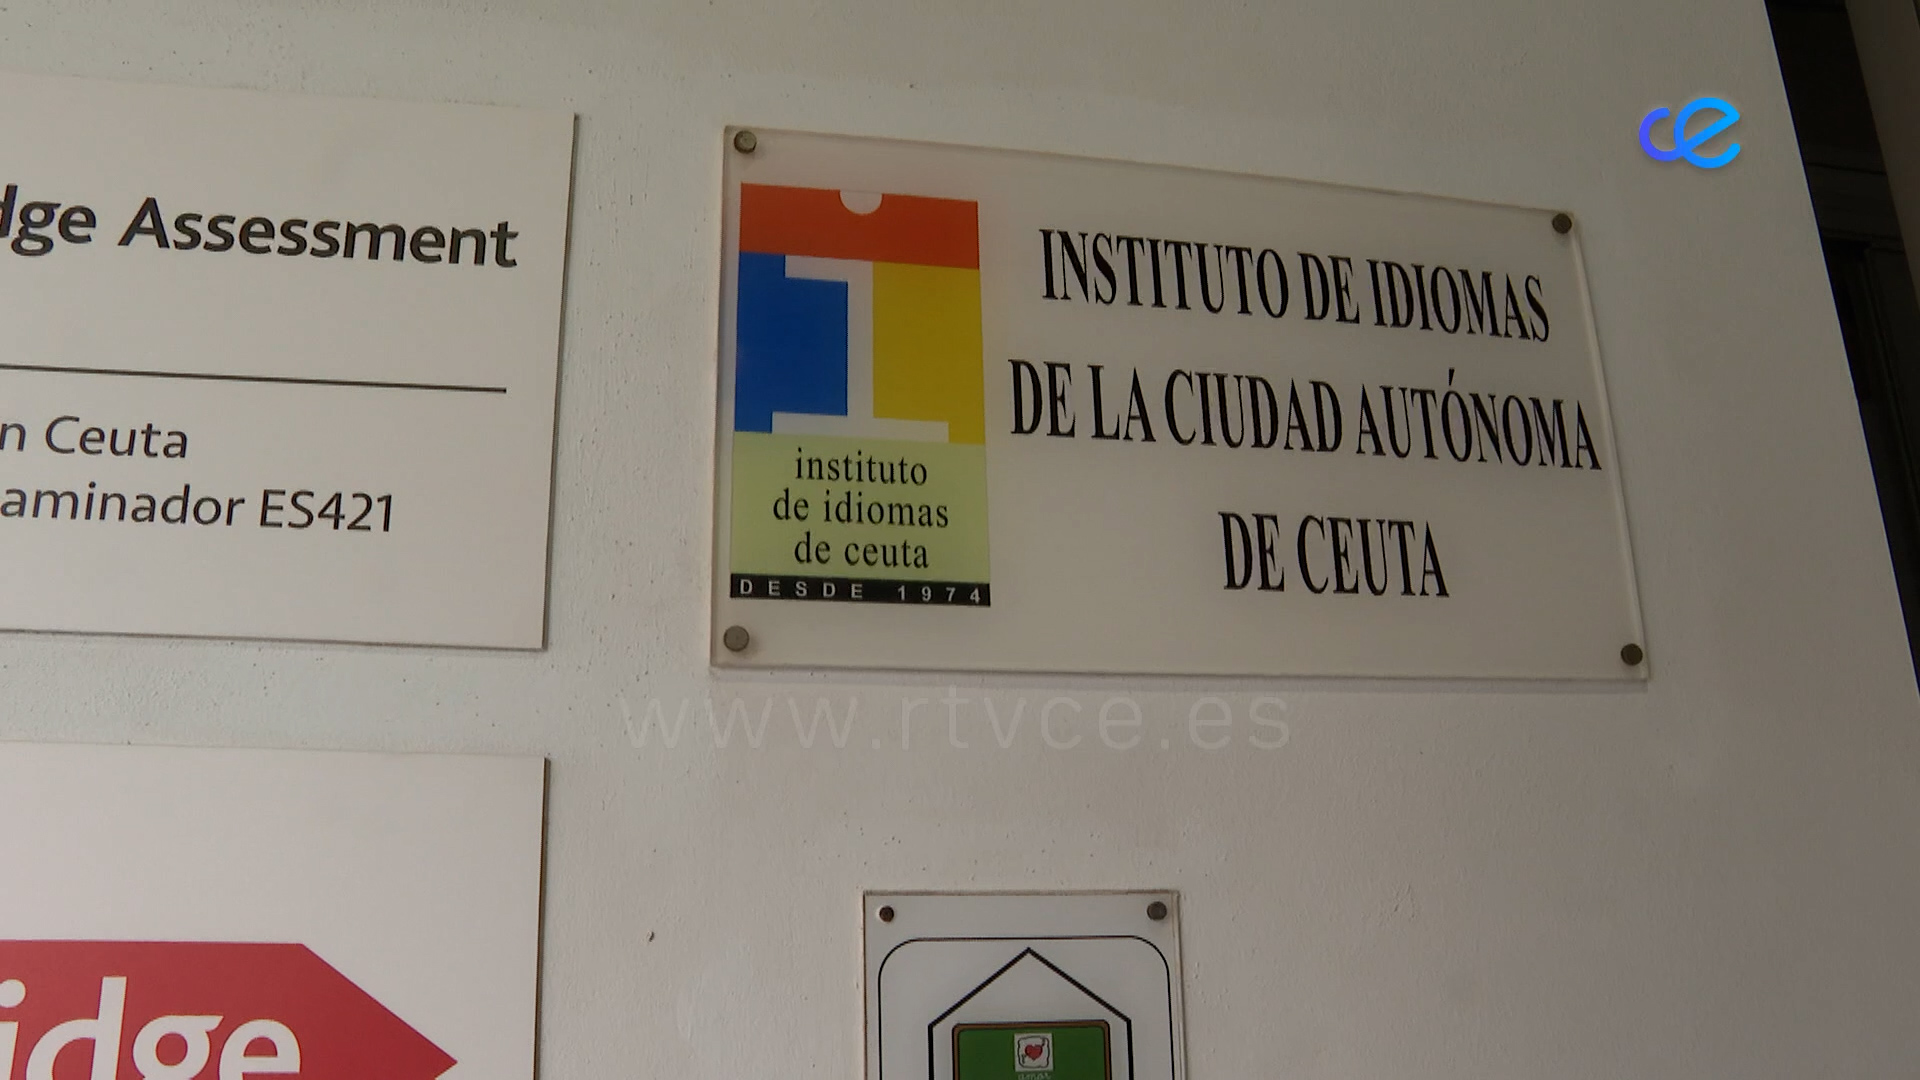 dge Assessment
n Ceuta
aminador ES421
INSTITUTO DE IDIOMAS
DE LA CIUDAD AUTÓNOMA
DE CEUTA
instituto
de idiomas
de ceuta
DESDE 1974
www.rtvce.es
idge
ce